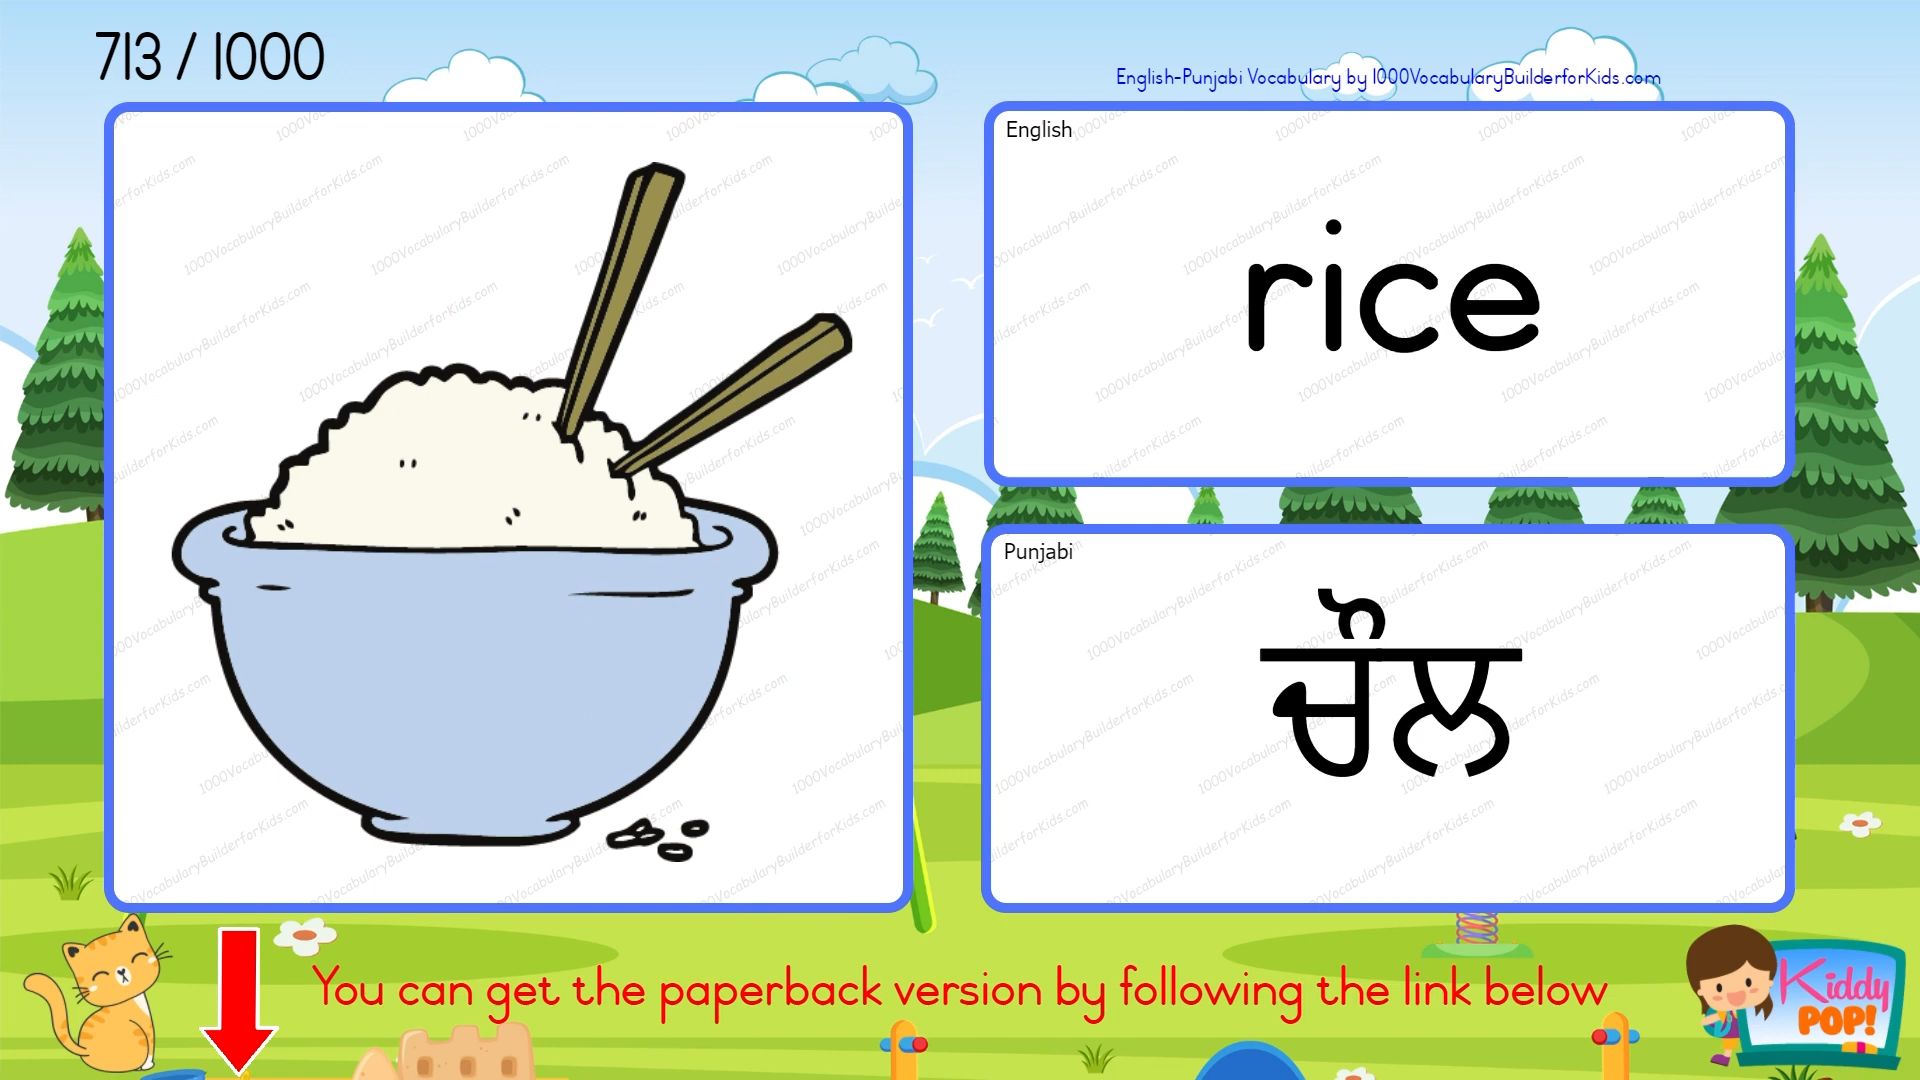 713 / 1000
English-Punjabi Vocabulary by 1000VocabularyBuilderforKids.com
English
rice
Punjabi
ਚੌਲ
You can get the paperback version by following the link below
Kiddy
POP!